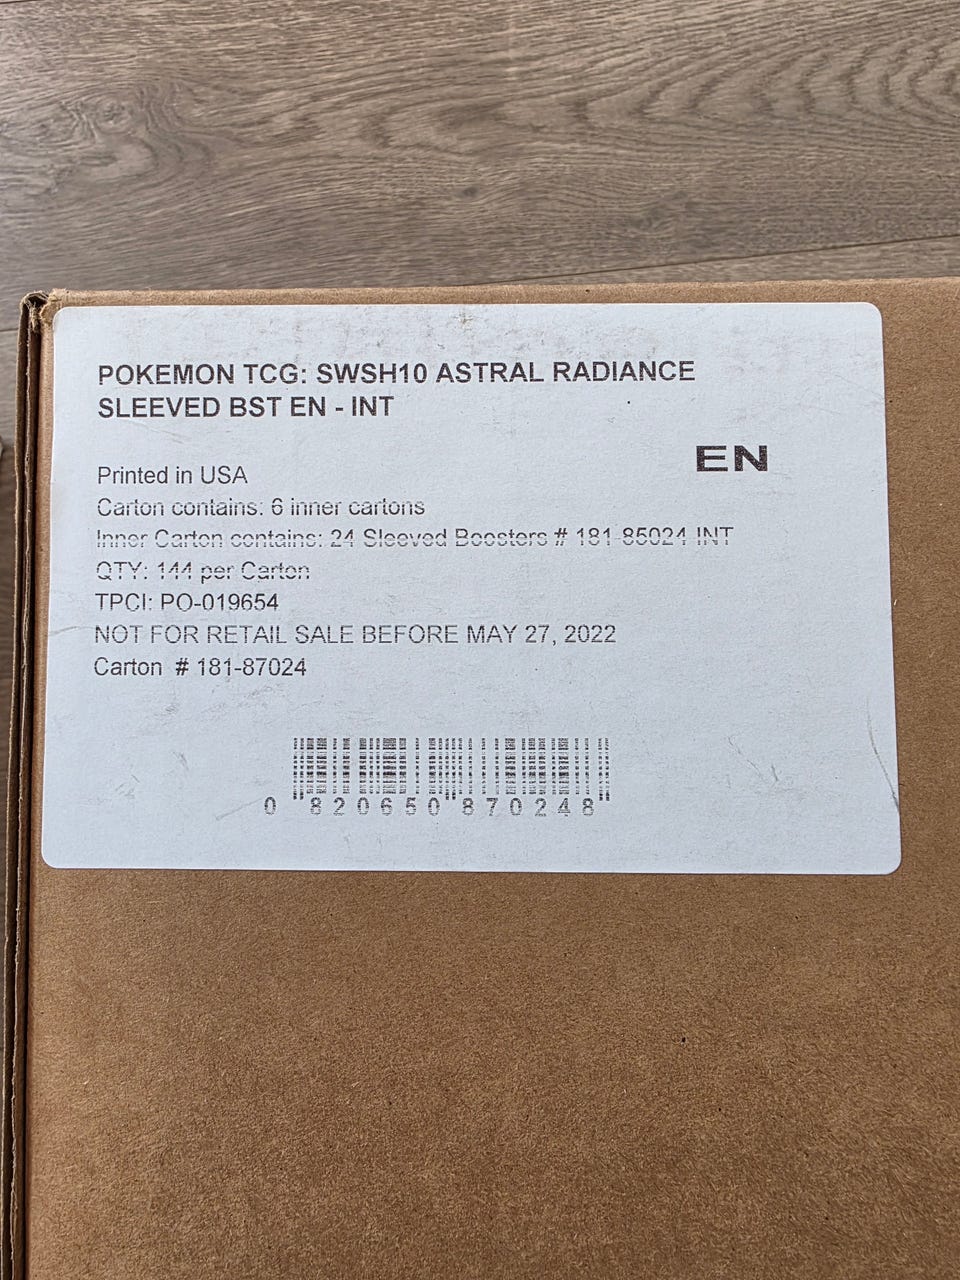 POKEMON TCG: SWSH10 ASTRAL RADIANCE
SLEEVED BST EN - INT
EN
Printed in USA
Carton contains: 6 inner cartons
Inner Carton contains: 24 Sleeved Boosters # 181-85024 INT
QTY: 144 per Carton
TPCI: PO-019654
NOT FOR RETAIL SALE BEFORE MAY 27, 2022
Carton # 181-87024
0 820650 870248